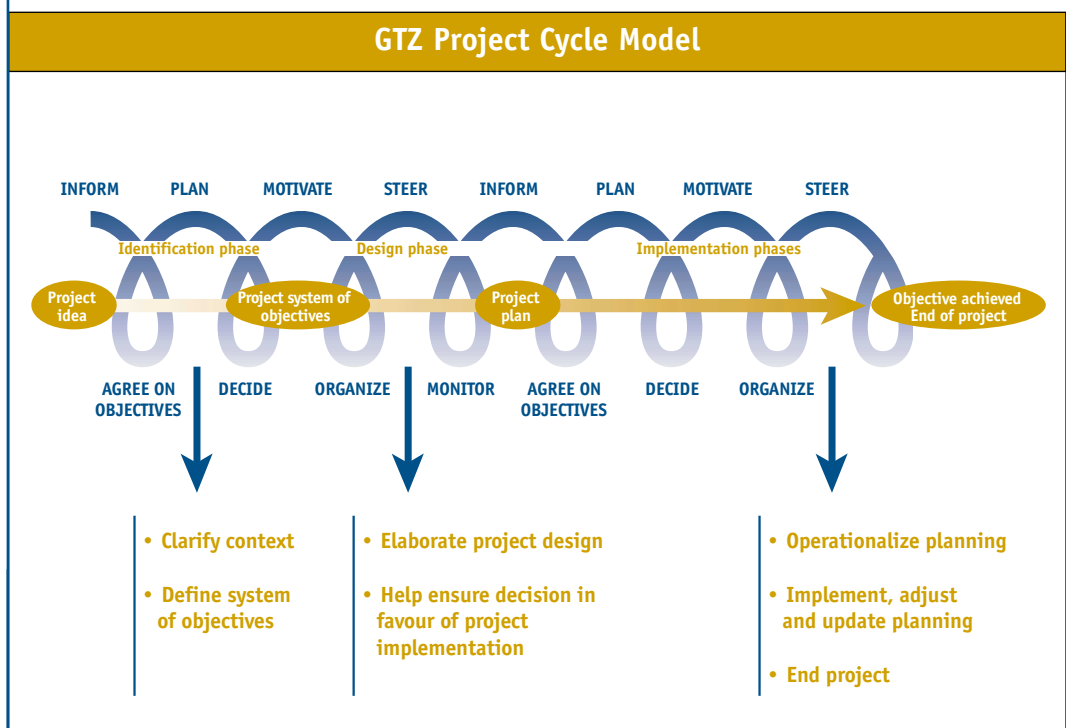 GTZ Project Cycle Model
INFORM PLAN MOTIVATE STEER INFORM PLAN MOTIVATE STEER
Identification phase Design phase Implementation phases
Project
idea
Project system of
objectives
Project
plan
Objective achieved
End of project
AGREE ON
OBJECTIVES
DECIDE
ORGANIZE
MONITOR
AGREE ON
OBJECTIVES
DECIDE
ORGANIZE
• Clarify context
• Define system
of objectives
• Elaborate project design
• Help ensure decision in
favour of project
implementation
• Operationalize planning
• Implement, adjust
and update planning
• End project